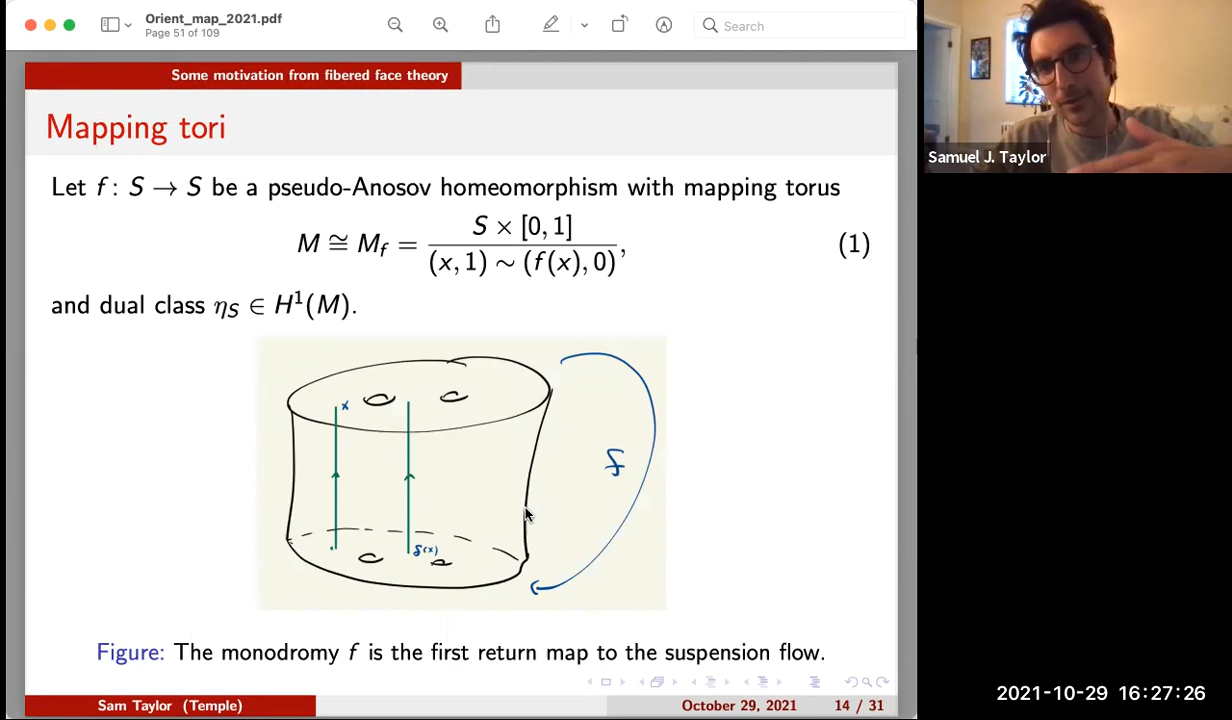 Orient_map_2021.pdf
Page 51 of 109
Search
Some motivation from fibered face theory
Mapping tori
Let f: S → S be a pseudo-Anosov homeomorphism with mapping torus
M ≅ M_f = S × [0, 1] / (x, 1) ~ (f(x), 0) , (1)
and dual class η_S ∈ H¹(M).
x
f
f(x)
Figure: The monodromy f is the first return map to the suspension flow.
Sam Taylor (Temple) October 29, 2021 14 / 31
Samuel J. Taylor
2021-10-29 16:27:26